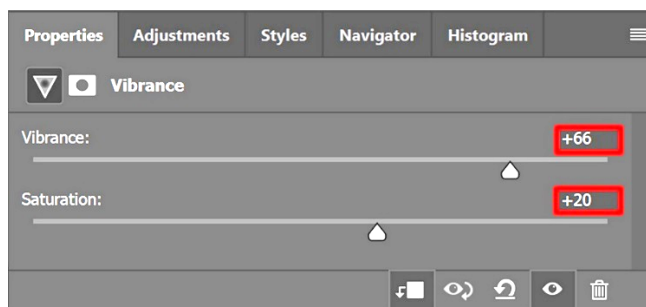 Properties Adjustments Styles Navigator Histogram
Vibrance
Vibrance: +66
Saturation: +20